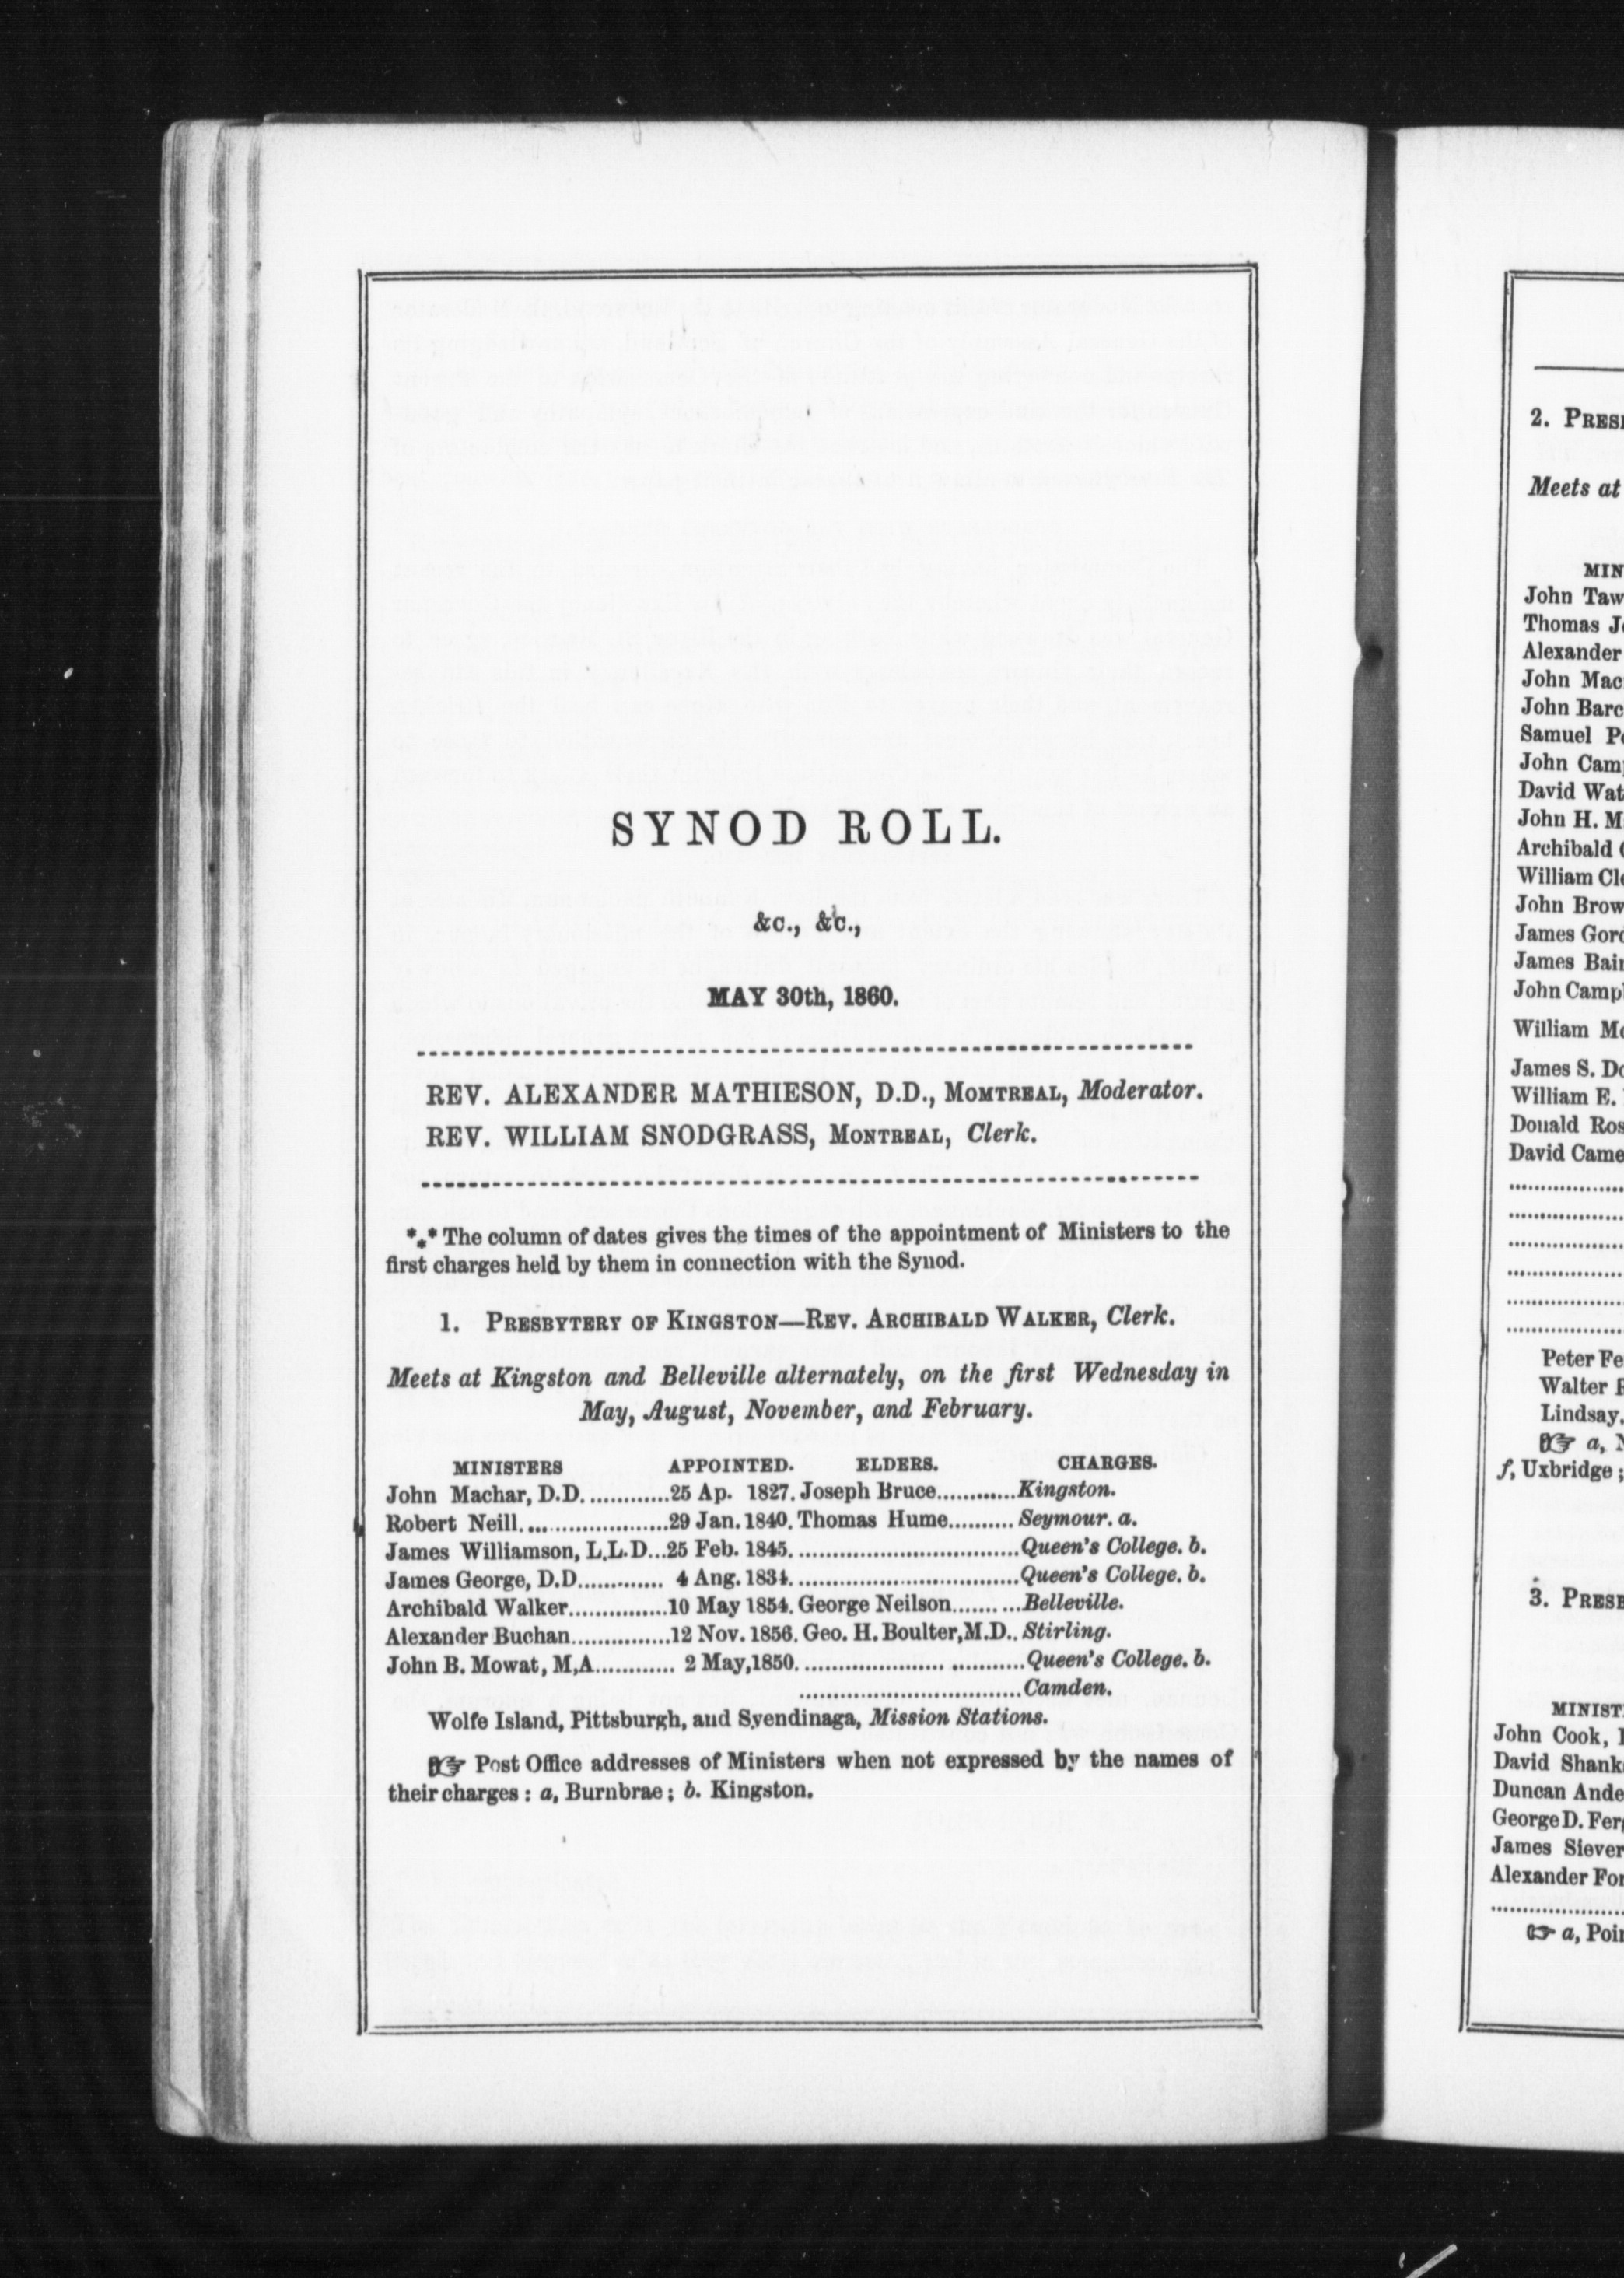 SYNOD ROLL.
&c., &c.,
MAY 30th, 1860.
REV. ALEXANDER MATHIESON, D.D., MOMTREAL, Moderator.
REV. WILLIAM SNODGRASS, MONTREAL, Clerk.
*⁎* The column of dates gives the times of the appointment of Ministers to the
first charges held by them in connection with the Synod.
1. PRESBYTERY OF KINGSTON—REV. ARCHIBALD WALKER, Clerk.
Meets at Kingston and Belleville alternately, on the first Wednesday in
May, August, November, and February.
MINISTERS APPOINTED. ELDERS. CHARGES.
John Machar, D.D.............25 Ap. 1827. Joseph Bruce............Kingston.
Robert Neill.......................29 Jan. 1840. Thomas Hume.......... Seymour. a.
James Williamson, L.L.D...25 Feb. 1845. .................................Queen's College. b.
James George, D.D............. 4 Ang. 1834. .................................Queen's College. b.
Archibald Walker...............10 May 1854. George Neilson..........Belleville.
Alexander Buchan...............12 Nov. 1856. Geo. H. Boulter, M.D.. Stirling.
John B. Mowat, M,A............ 2 May, 1850. .................................Queen's College. b.
.................................Camden.
Wolfe Island, Pittsburgh, and Syendinaga, Mission Stations.
☞ Post Office addresses of Ministers when not expressed by the names of
their charges : a, Burnbrae ; b. Kingston.
2. PRES
Meets at
MIN
John Taw
Thomas J
Alexander
John Mac
John Barc
Samuel P
John Cam
David Wat
John H. M
Archibald
William Cl
John Brow
James Gor
James Bai
John Camp
William M
James S. D
William E.
Donald Ros
David Came
..................
..................
..................
..................
..................
..................
Peter Fe
Walter
Lindsay,
☞ a,
f, Uxbridge ;
3. PRES
MINIST
John Cook,
David Shank
Duncan Ande
George D. Fer
James Siever
Alexander For
..................
☞ a, Poi